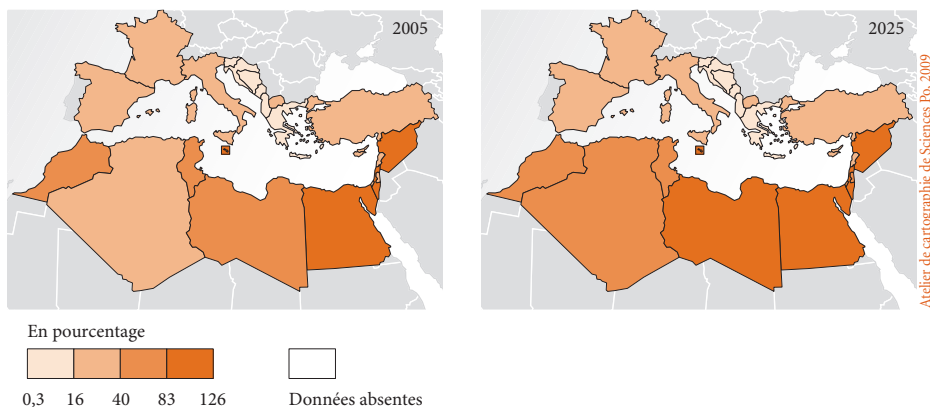 2005
2025
Atelier de cartographie de Sciences Po, 2009
En pourcentage
0,3 16 40 83 126
Données absentes